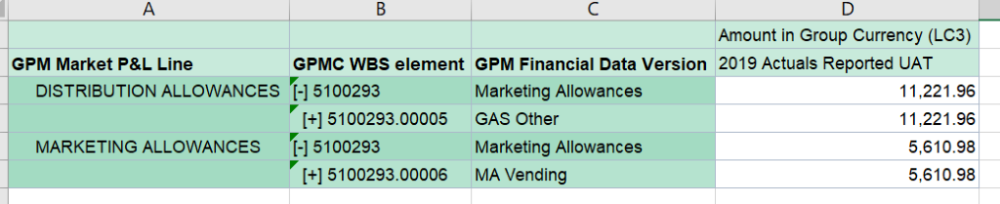 A B C D
Amount in Group Currency (LC3)
GPM Market P&L Line GPMC WBS element GPM Financial Data Version 2019 Actuals Reported UAT
DISTRIBUTION ALLOWANCES [-] 5100293 Marketing Allowances 11,221.96
[+] 5100293.00005 GAS Other 11,221.96
MARKETING ALLOWANCES [-] 5100293 Marketing Allowances 5,610.98
[+] 5100293.00006 MA Vending 5,610.98